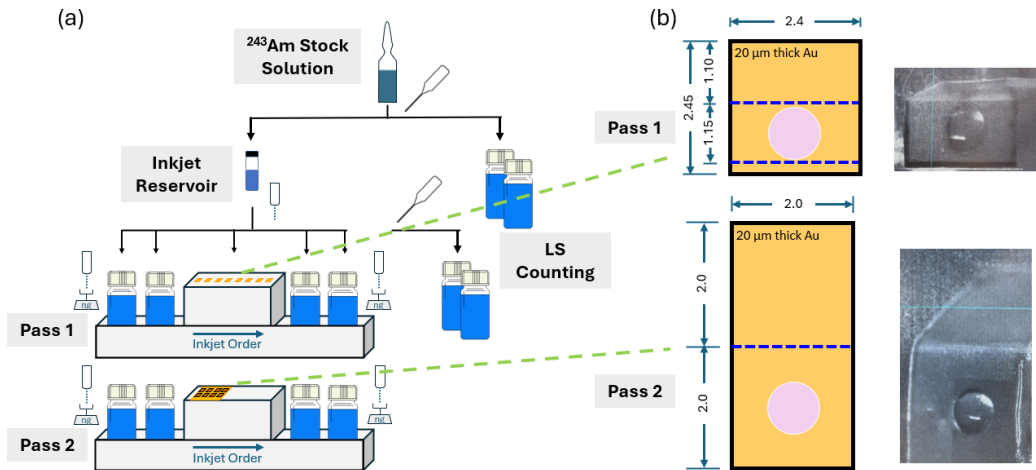 (a)
²⁴³Am Stock
Solution
Inkjet
Reservoir
LS
Counting
ng
ng
Pass 1
Inkjet Order
ng
ng
Pass 2
Inkjet Order
(b)
2.4
20 µm thick Au
1.10
2.45
1.15
Pass 1
2.0
20 µm thick Au
2.0
Pass 2
2.0